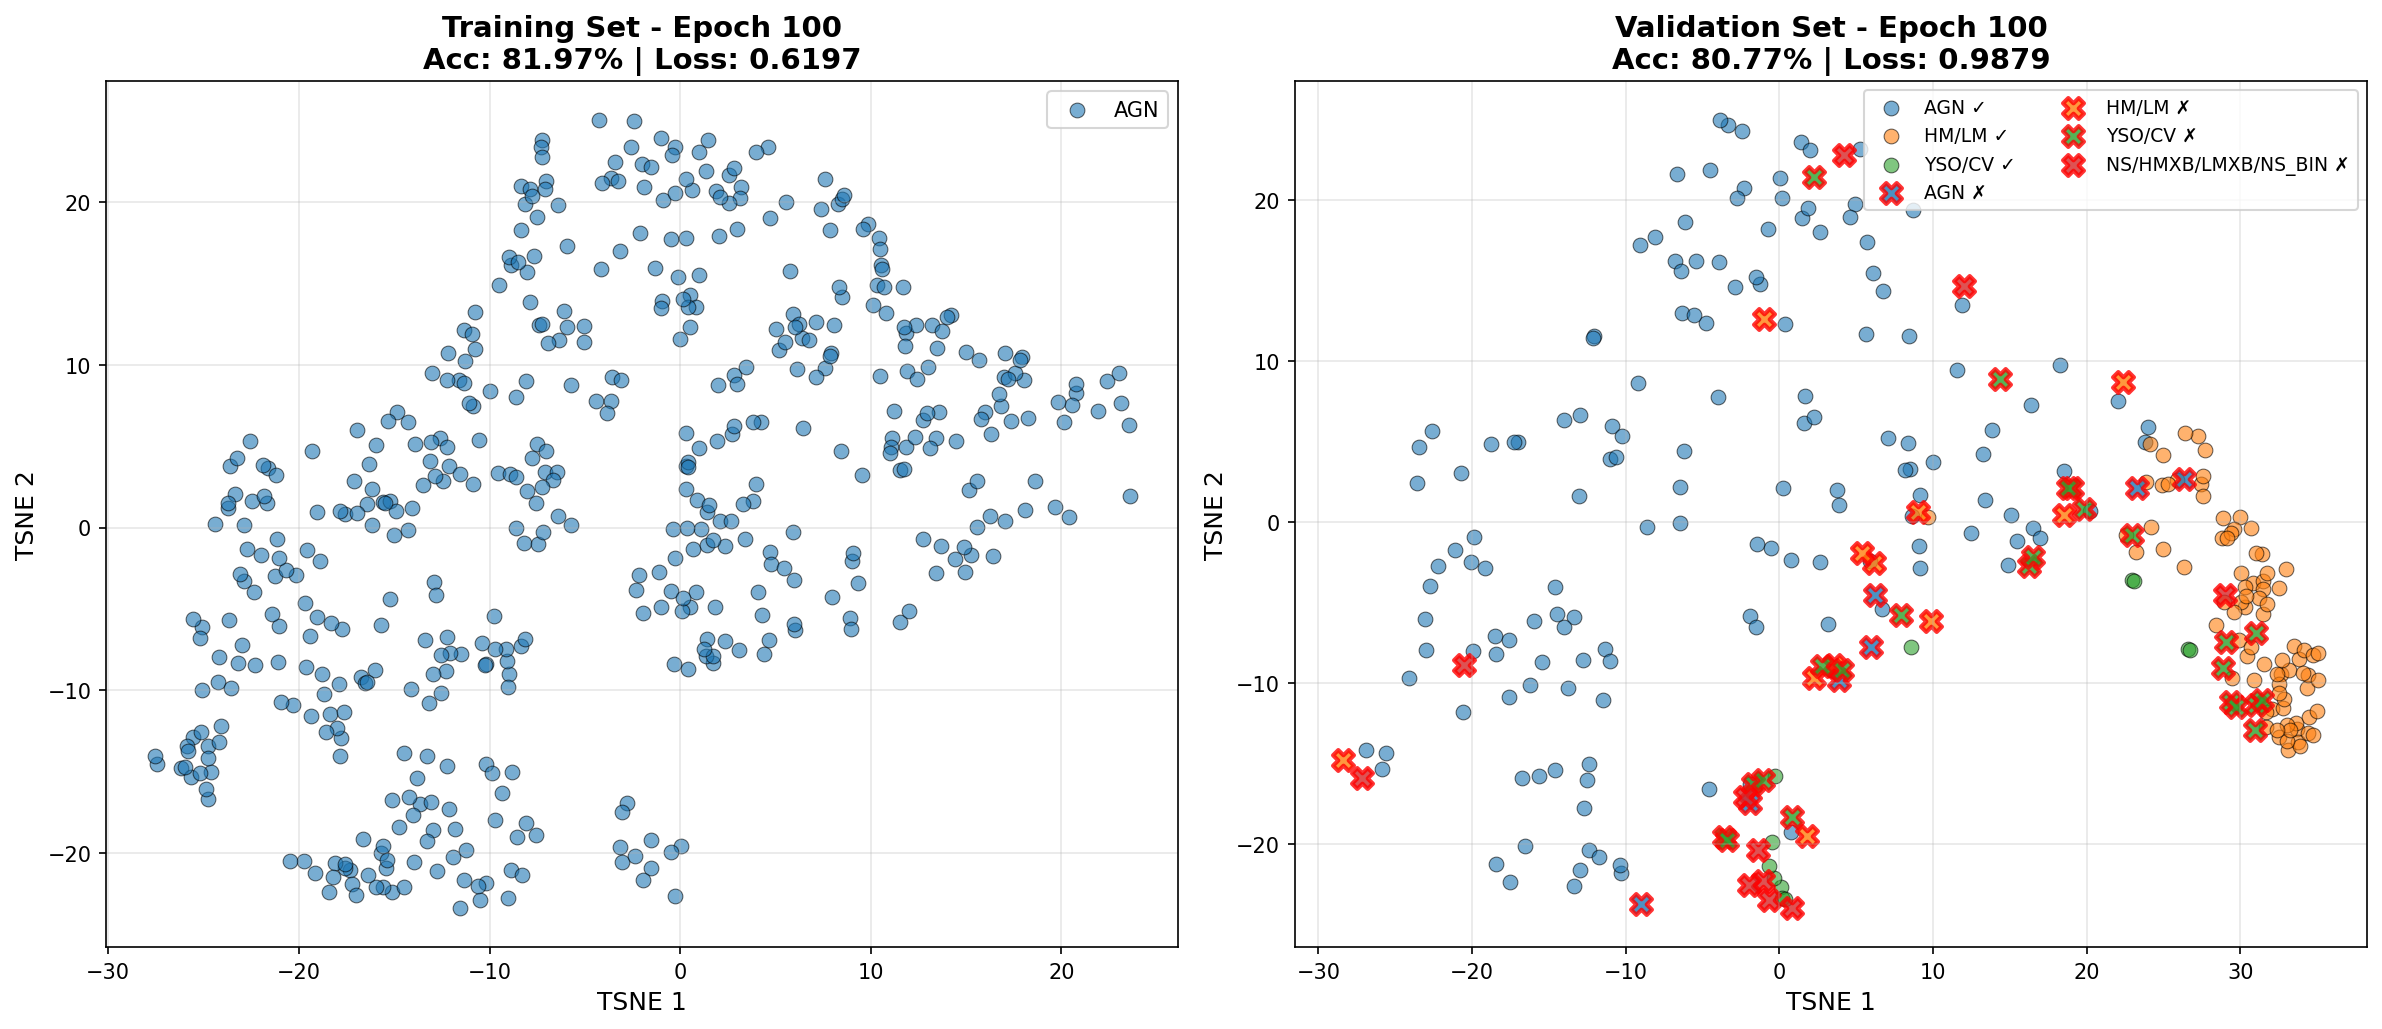 Training Set - Epoch 100
Acc: 81.97% | Loss: 0.6197
AGN
20
10
0
−10
−20
TSNE 2
−30
−20
−10
0
10
20
TSNE 1
Validation Set - Epoch 100
Acc: 80.77% | Loss: 0.9879
AGN ✓
HM/LM ✓
YSO/CV ✓
AGN ✗
HM/LM ✗
YSO/CV ✗
NS/HMXB/LMXB/NS_BIN ✗
20
10
0
−10
−20
TSNE 2
−30
−20
−10
0
10
20
30
TSNE 1